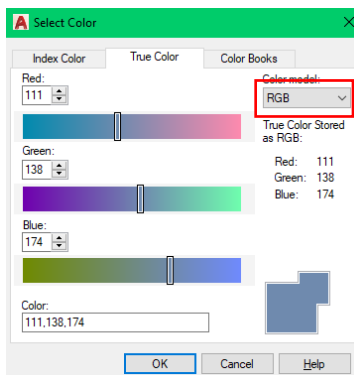 Select Color
Index Color
True Color
Color Books
Red:
111
Color model:
RGB
True Color Stored
as RGB:
Red: 111
Green: 138
Blue: 174
Green:
138
Blue:
174
Color:
111,138,174
OK
Cancel
Help